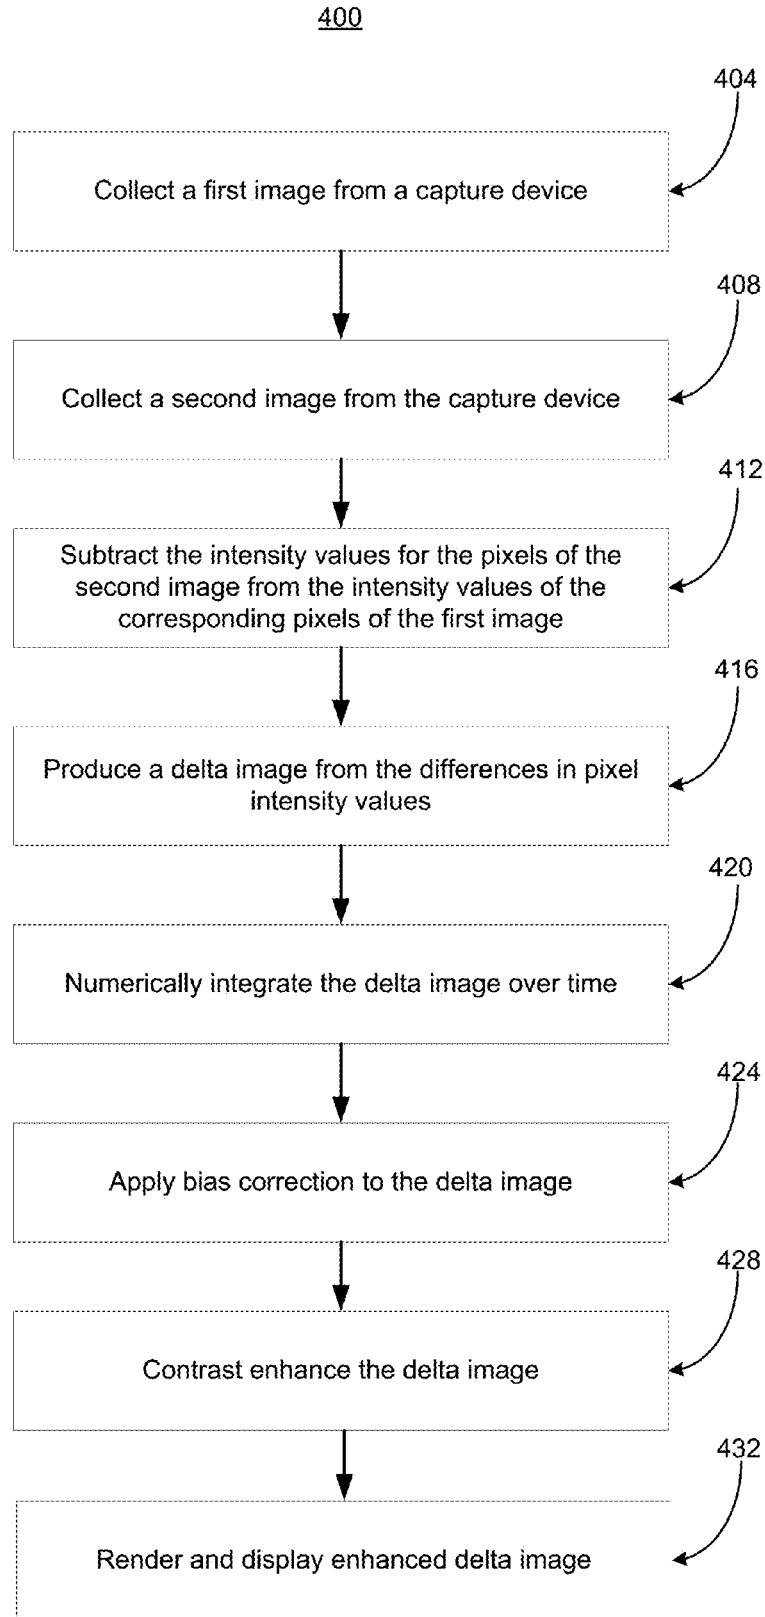 400
404
Collect a first image from a capture device
408
Collect a second image from the capture device
412
Subtract the intensity values for the pixels of the
second image from the intensity values of the
corresponding pixels of the first image
416
Produce a delta image from the differences in pixel
intensity values
420
Numerically integrate the delta image over time
424
Apply bias correction to the delta image
428
Contrast enhance the delta image
432
Render and display enhanced delta image